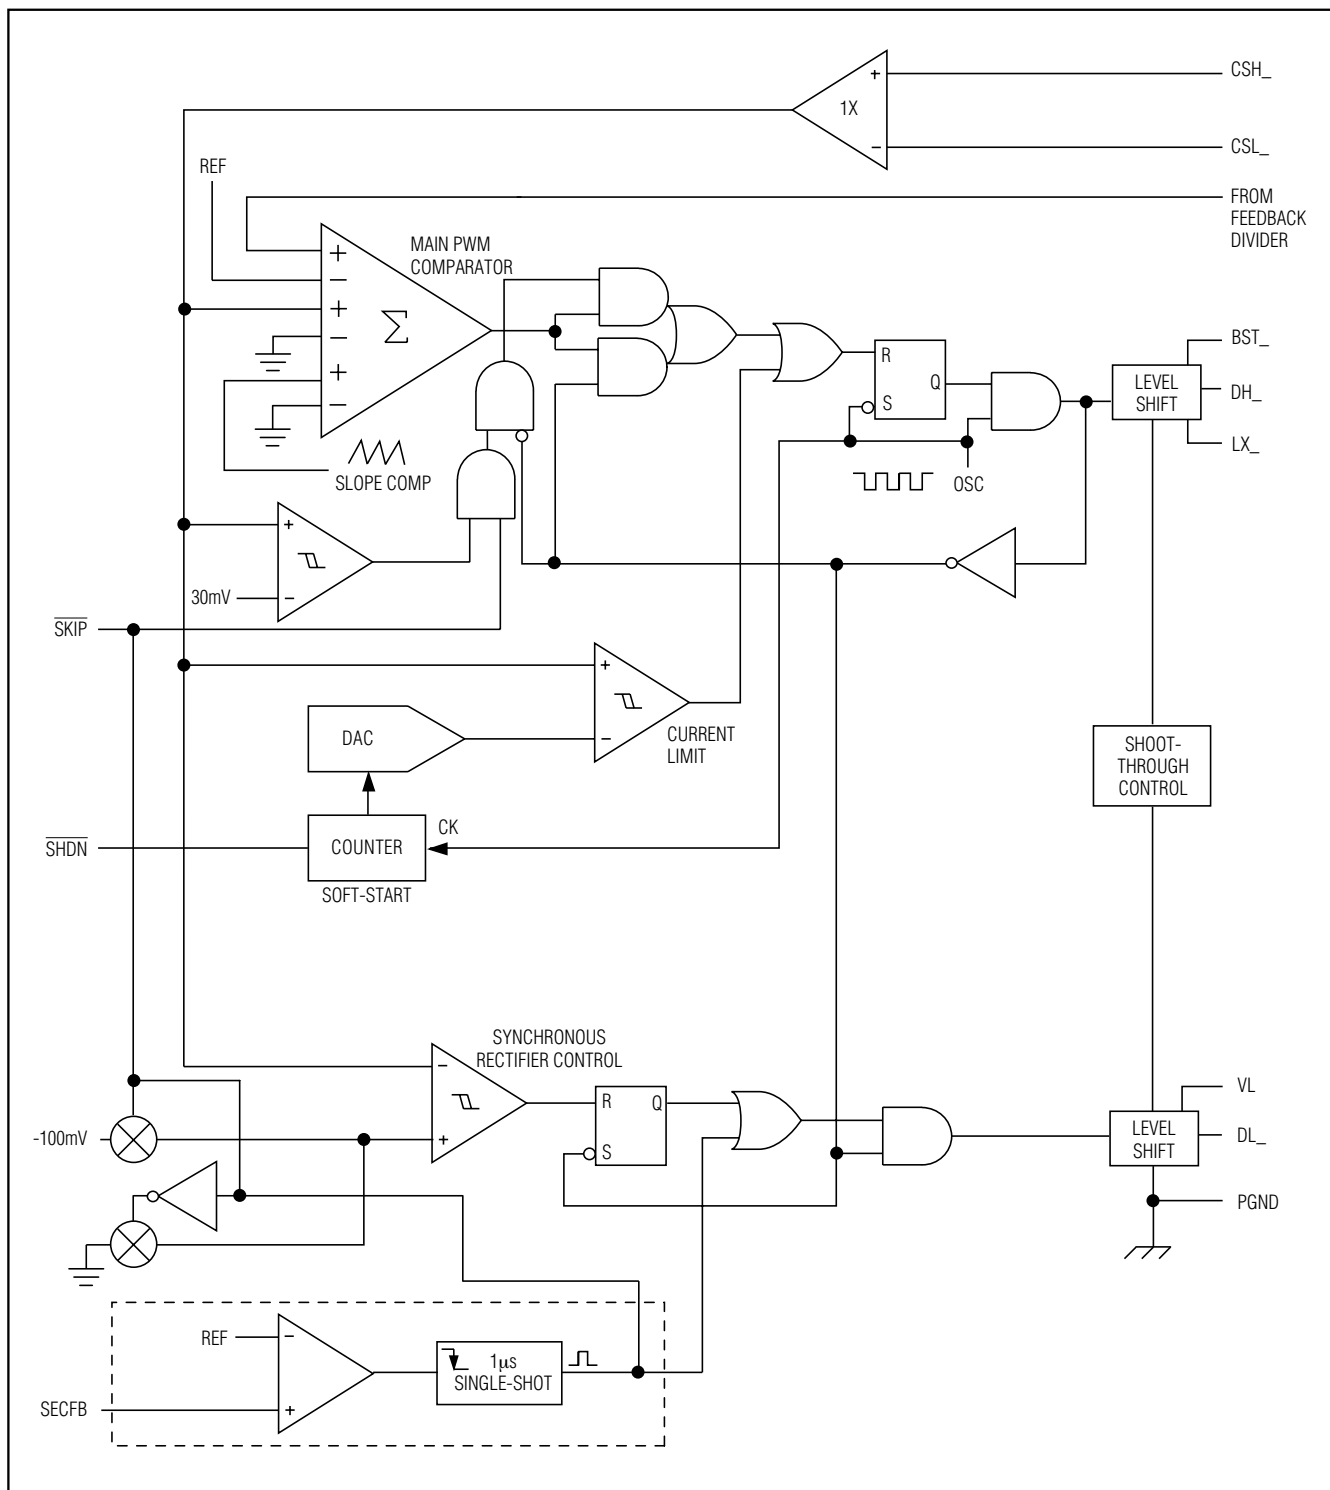 CSH_
+
1X
−
CSL_
REF
FROM
FEEDBACK
DIVIDER
MAIN PWM
COMPARATOR
+
−
+
−
+
−
Σ
SLOPE COMP
R
Q
S
OSC
LEVEL
SHIFT
BST_
DH_
LX_
+
30mV
−
SKIP
+
−
CURRENT
LIMIT
DAC
SHOOT-
THROUGH
CONTROL
SHDN
COUNTER
CK
SOFT-START
SYNCHRONOUS
RECTIFIER CONTROL
−
+
-100mV
R
Q
S
VL
LEVEL
SHIFT
DL_
PGND
REF
−
1μs
SINGLE-SHOT
SECFB
+